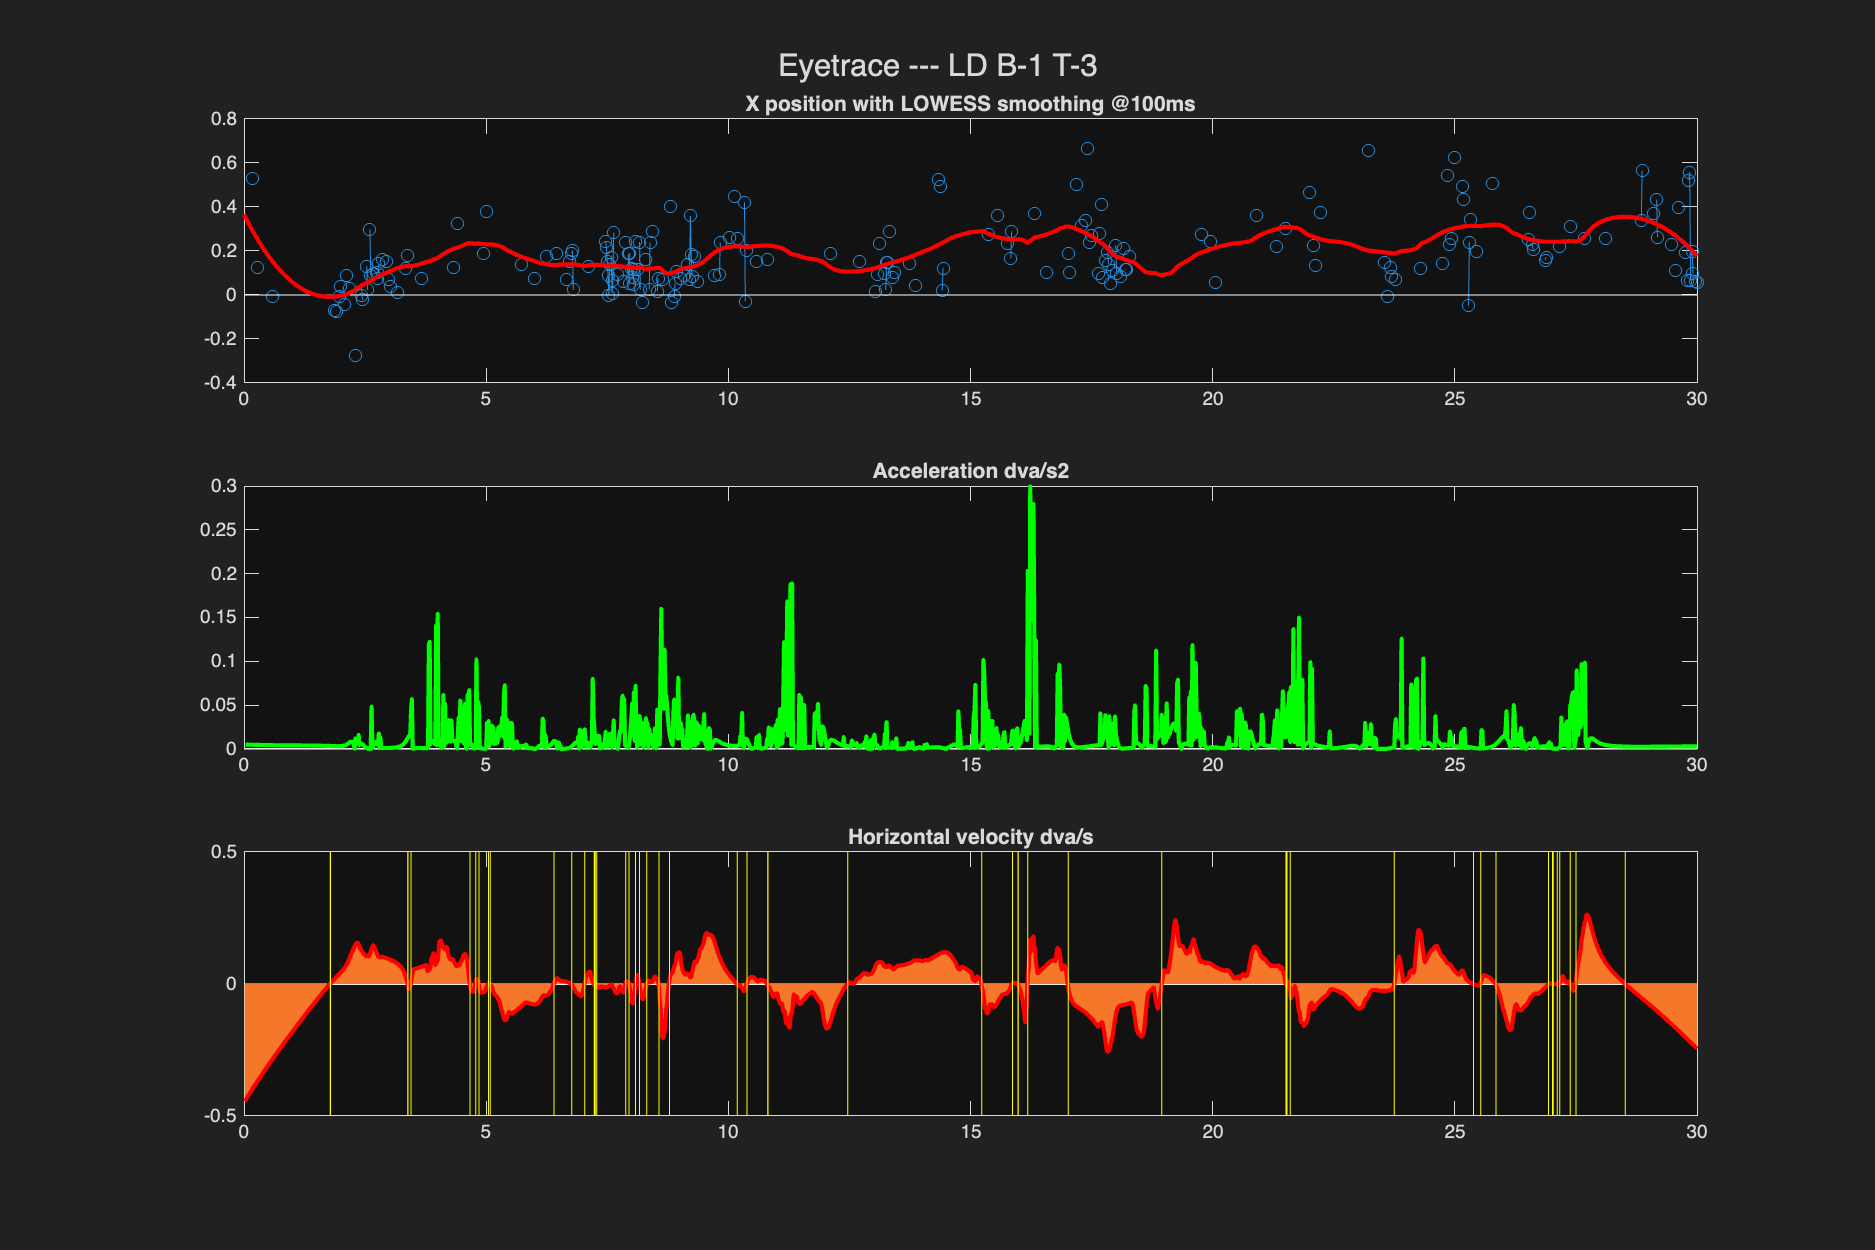 Eyetrace --- LD B-1 T-3
X position with LOWESS smoothing @100ms
0.8
0.6
0.4
0.2
0
-0.2
-0.4
0 5 10 15 20 25 30
Acceleration dva/s2
0.3
0.25
0.2
0.15
0.1
0.05
0
0 5 10 15 20 25 30
Horizontal velocity dva/s
0.5
0
-0.5
0 5 10 15 20 25 30